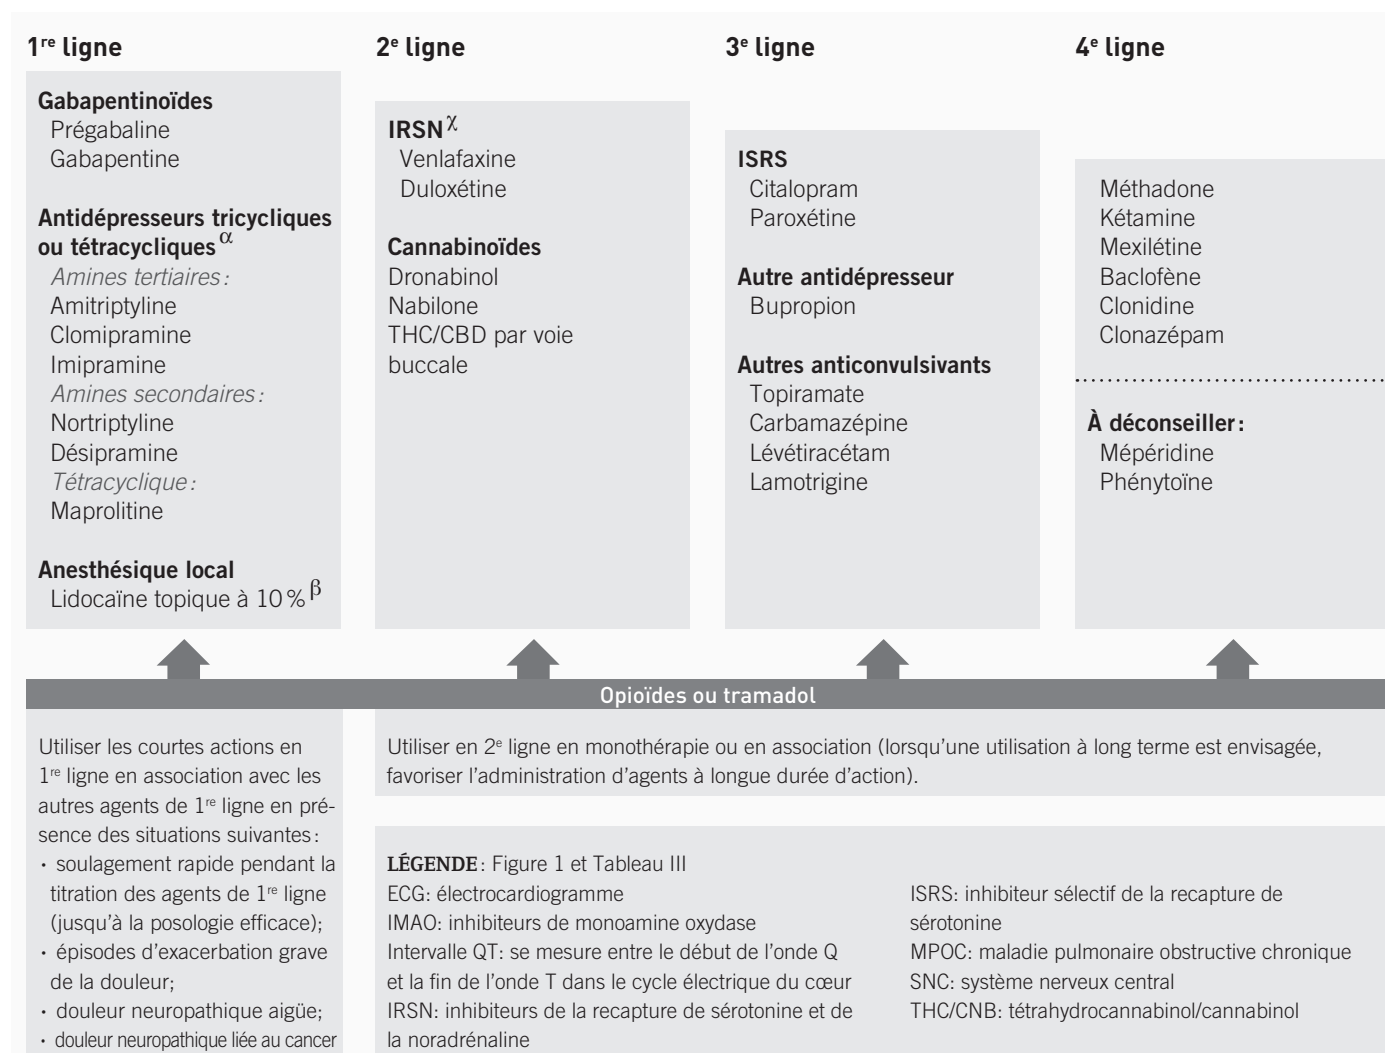 1re ligne
Gabapentinoïdes
Prégabaline
Gabapentine
Antidépresseurs tricycliques
ou tétracycliques α
Amines tertiaires :
Amitriptyline
Clomipramine
Imipramine
Amines secondaires :
Nortriptyline
Désipramine
Tétracyclique :
Maprolitine
Anesthésique local
Lidocaïne topique à 10 % β
2e ligne
IRSN χ
Venlafaxine
Duloxétine
Cannabinoïdes
Dronabinol
Nabilone
THC/CBD par voie
buccale
3e ligne
ISRS
Citalopram
Paroxétine
Autre antidépresseur
Bupropion
Autres anticonvulsivants
Topiramate
Carbamazépine
Lévétiracétam
Lamotrigine
4e ligne
Méthadone
Kétamine
Mexilétine
Baclofène
Clonidine
Clonazépam
À déconseiller :
Mépéridine
Phénytoïne
Opioïdes ou tramadol
Utiliser les courtes actions en
1re ligne en association avec les
autres agents de 1re ligne en pré-
sence des situations suivantes :
• soulagement rapide pendant la
titration des agents de 1re ligne
(jusqu'à la posologie efficace);
• épisodes d'exacerbation grave
de la douleur;
• douleur neuropathique aigüe;
• douleur neuropathique liée au cancer
Utiliser en 2e ligne en monothérapie ou en association (lorsqu'une utilisation à long terme est envisagée,
favoriser l'administration d'agents à longue durée d'action).
LÉGENDE : Figure 1 et Tableau III
ECG: électrocardiogramme
IMAO: inhibiteurs de monoamine oxydase
Intervalle QT: se mesure entre le début de l'onde Q
et la fin de l'onde T dans le cycle électrique du cœur
IRSN: inhibiteurs de la recapture de sérotonine et de
la noradrénaline
ISRS: inhibiteur sélectif de la recapture de
sérotonine
MPOC: maladie pulmonaire obstructive chronique
SNC: système nerveux central
THC/CNB: tétrahydrocannabinol/cannabinol